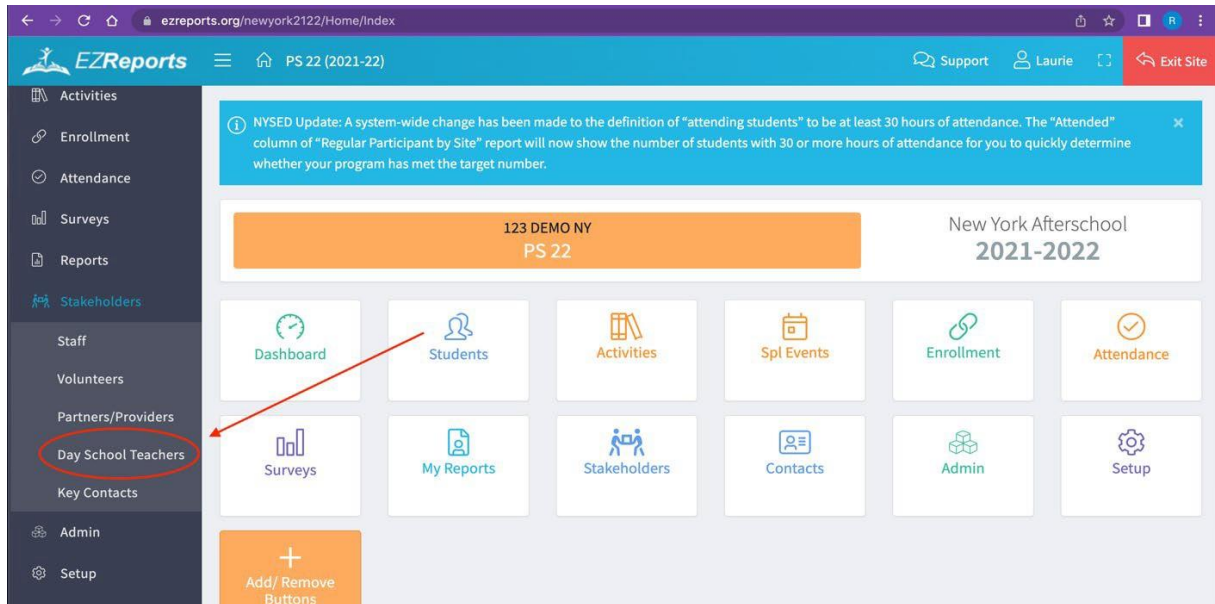 ezreports.org/newyork2122/Home/Index
R
EZReports
PS 22 (2021-22)
Support
Laurie
Exit Site
Activities
Enrollment
Attendance
Surveys
Reports
Stakeholders
Staff
Volunteers
Partners/Providers
Day School Teachers
Key Contacts
Admin
Setup
NYSED Update: A system-wide change has been made to the definition of "attending students" to be at least 30 hours of attendance. The "Attended"
column of "Regular Participant by Site" report will now show the number of students with 30 or more hours of attendance for you to quickly determine
whether your program has met the target number.
123 DEMO NY
PS 22
New York Afterschool
2021-2022
Dashboard
Students
Activities
Spl Events
Enrollment
Attendance
Surveys
My Reports
Stakeholders
Contacts
Admin
Setup
Add/ Remove
Buttons